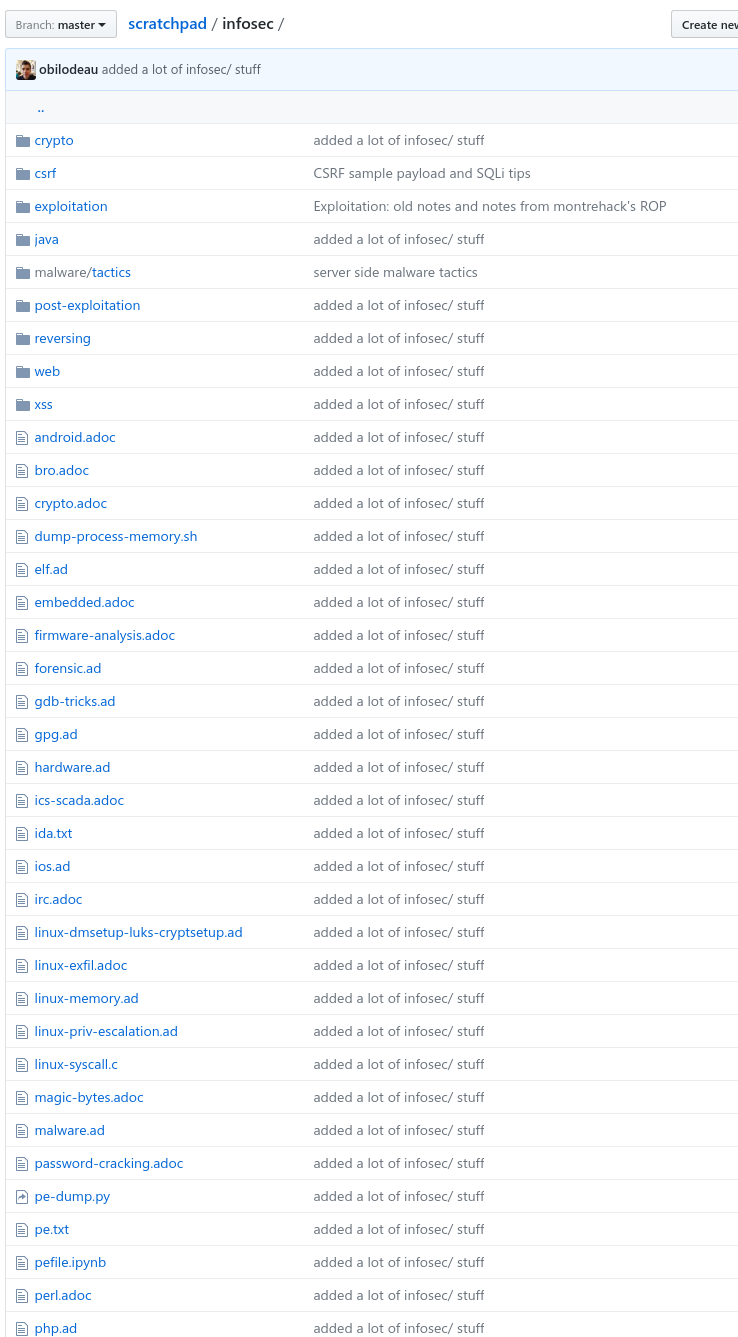 Branch: master scratchpad / infosec / Create new
obilodeau added a lot of infosec/ stuff
..
crypto added a lot of infosec/ stuff
csrf CSRF sample payload and SQLi tips
exploitation Exploitation: old notes and notes from montrehack's ROP
java added a lot of infosec/ stuff
malware/tactics server side malware tactics
post-exploitation added a lot of infosec/ stuff
reversing added a lot of infosec/ stuff
web added a lot of infosec/ stuff
xss added a lot of infosec/ stuff
android.adoc added a lot of infosec/ stuff
bro.adoc added a lot of infosec/ stuff
crypto.adoc added a lot of infosec/ stuff
dump-process-memory.sh added a lot of infosec/ stuff
elf.ad added a lot of infosec/ stuff
embedded.adoc added a lot of infosec/ stuff
firmware-analysis.adoc added a lot of infosec/ stuff
forensic.ad added a lot of infosec/ stuff
gdb-tricks.ad added a lot of infosec/ stuff
gpg.ad added a lot of infosec/ stuff
hardware.ad added a lot of infosec/ stuff
ics-scada.adoc added a lot of infosec/ stuff
ida.txt added a lot of infosec/ stuff
ios.ad added a lot of infosec/ stuff
irc.adoc added a lot of infosec/ stuff
linux-dmsetup-luks-cryptsetup.ad added a lot of infosec/ stuff
linux-exfil.adoc added a lot of infosec/ stuff
linux-memory.ad added a lot of infosec/ stuff
linux-priv-escalation.ad added a lot of infosec/ stuff
linux-syscall.c added a lot of infosec/ stuff
magic-bytes.adoc added a lot of infosec/ stuff
malware.ad added a lot of infosec/ stuff
password-cracking.adoc added a lot of infosec/ stuff
pe-dump.py added a lot of infosec/ stuff
pe.txt added a lot of infosec/ stuff
pefile.ipynb added a lot of infosec/ stuff
perl.adoc added a lot of infosec/ stuff
php.ad added a lot of infosec/ stuff